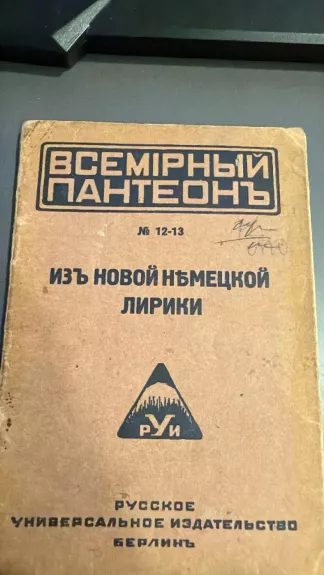 ВСЕМІРНЫЙ
ПАНТЕОНЪ
№ 12-13
ИЗЪ НОВОЙ НѢМЕЦКОЙ
ЛИРИКИ
РУИ
РУССКОЕ
УНИВЕРСАЛЬНОЕ ИЗДАТЕЛЬСТВО
БЕРЛИНЪ